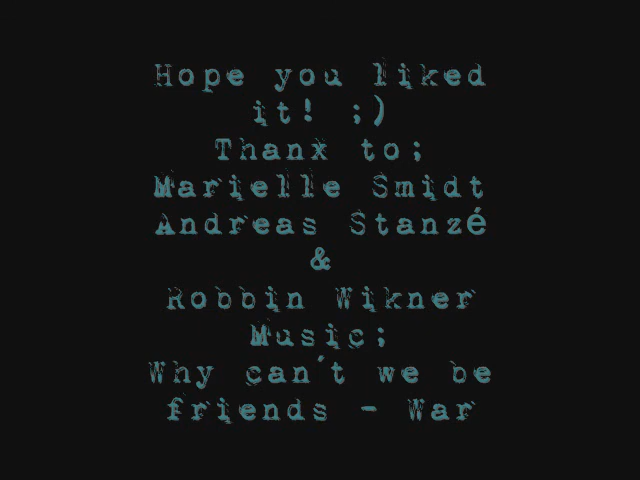 Hope you liked
it! ;)
Thanx to;
Marielle Smidt
Andreas Stanzé
&
Robbin Wikner
Music;
Why can´t we be
friends - War